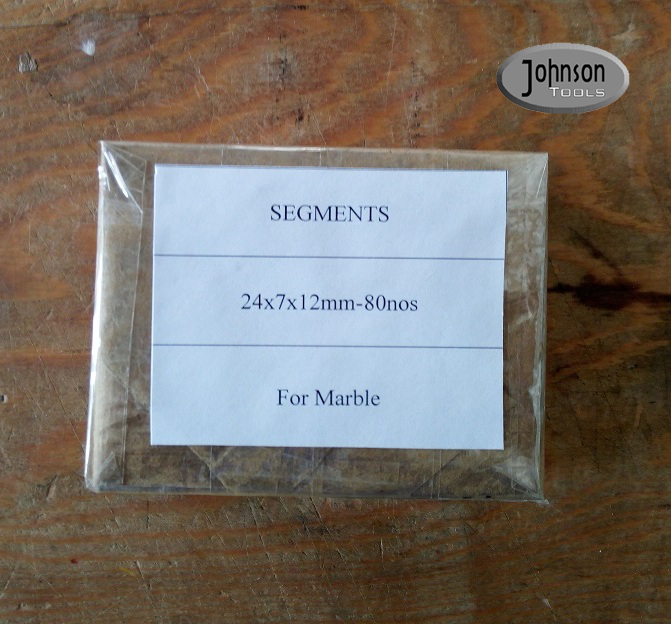 Johnson
TOOLS
SEGMENTS
24x7x12mm-80nos
For Marble